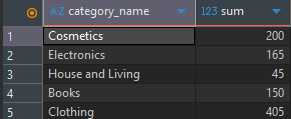 A-Z category_name 123 sum
1 Cosmetics 200
2 Electronics 165
3 House and Living 45
4 Books 150
5 Clothing 405